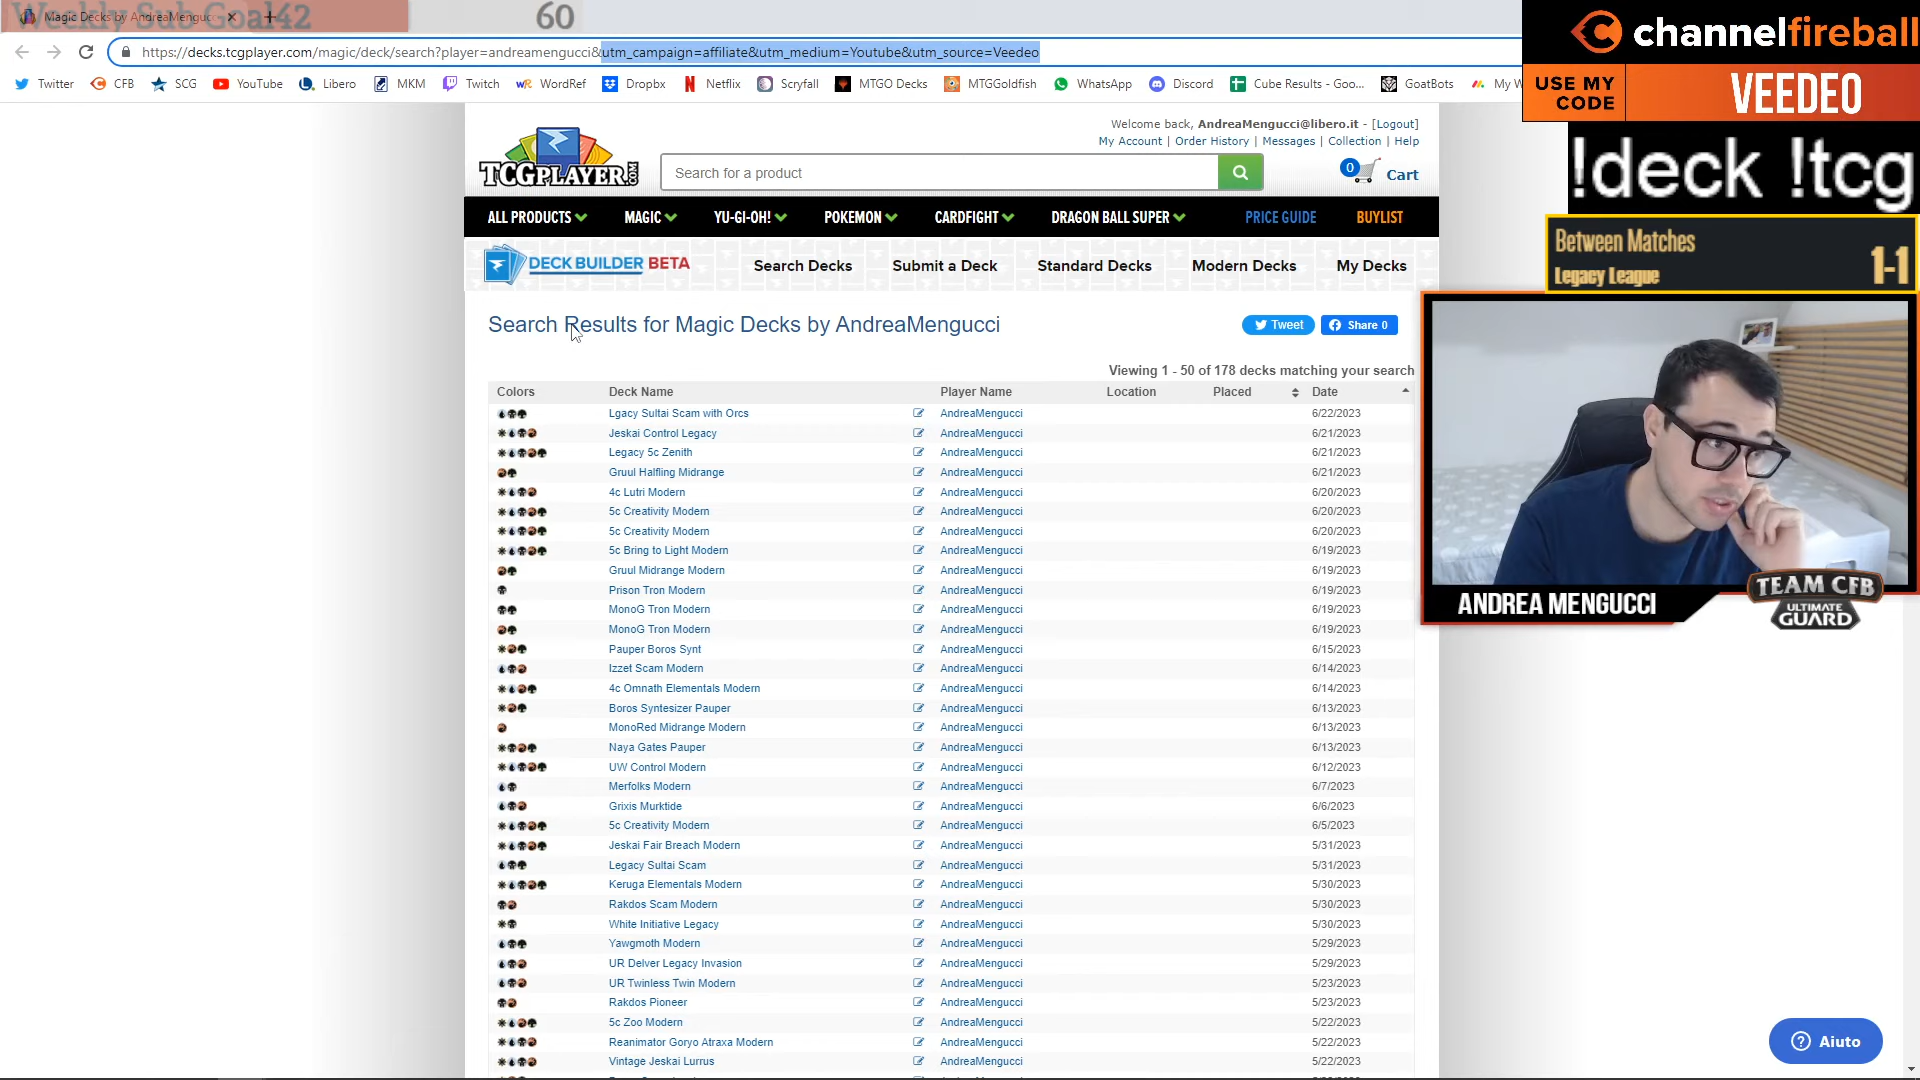 Weekly Sub Goal 42 60
Magic Decks by AndreaMenguc
https://decks.tcgplayer.com/magic/deck/search?player=andreamengucci&utm_campaign=affiliate&utm_medium=Youtube&utm_source=Veedeo
Twitter CFB SCG YouTube Libero MKM Twitch WordRef Dropbx Netflix Scryfall MTGO Decks MTGGoldfish WhatsApp Discord Cube Results - Goo... GoatBots My W
channelfireball
USE MY CODE
VEEDEO
!deck !tcg
Between Matches
Legacy League 1-1
ANDREA MENGUCCI
TEAM CFB
ULTIMATE GUARD
TCGPLAYER.COM
Search for a product
Welcome back, AndreaMengucci@libero.it - [Logout]
My Account | Order History | Messages | Collection | Help
0 Cart
ALL PRODUCTS MAGIC YU-GI-OH! POKEMON CARDFIGHT DRAGON BALL SUPER PRICE GUIDE BUYLIST
DECK BUILDER BETA Search Decks Submit a Deck Standard Decks Modern Decks My Decks
Search Results for Magic Decks by AndreaMengucci
Tweet Share 0
Viewing 1 - 50 of 178 decks matching your search
Colors Deck Name Player Name Location Placed Date
Lgacy Sultai Scam with Orcs AndreaMengucci 6/22/2023
Jeskai Control Legacy AndreaMengucci 6/21/2023
Legacy 5c Zenith AndreaMengucci 6/21/2023
Gruul Halfling Midrange AndreaMengucci 6/21/2023
4c Lutri Modern AndreaMengucci 6/20/2023
5c Creativity Modern AndreaMengucci 6/20/2023
5c Creativity Modern AndreaMengucci 6/20/2023
5c Bring to Light Modern AndreaMengucci 6/19/2023
Gruul Midrange Modern AndreaMengucci 6/19/2023
Prison Tron Modern AndreaMengucci 6/19/2023
MonoG Tron Modern AndreaMengucci 6/19/2023
MonoG Tron Modern AndreaMengucci 6/19/2023
Pauper Boros Synt AndreaMengucci 6/15/2023
Izzet Scam Modern AndreaMengucci 6/14/2023
4c Omnath Elementals Modern AndreaMengucci 6/14/2023
Boros Syntesizer Pauper AndreaMengucci 6/13/2023
MonoRed Midrange Modern AndreaMengucci 6/13/2023
Naya Gates Pauper AndreaMengucci 6/13/2023
UW Control Modern AndreaMengucci 6/12/2023
Merfolks Modern AndreaMengucci 6/7/2023
Grixis Murktide AndreaMengucci 6/6/2023
5c Creativity Modern AndreaMengucci 6/5/2023
Jeskai Fair Breach Modern AndreaMengucci 5/31/2023
Legacy Sultai Scam AndreaMengucci 5/31/2023
Keruga Elementals Modern AndreaMengucci 5/30/2023
Rakdos Scam Modern AndreaMengucci 5/30/2023
White Initiative Legacy AndreaMengucci 5/30/2023
Yawgmoth Modern AndreaMengucci 5/29/2023
UR Delver Legacy Invasion AndreaMengucci 5/29/2023
UR Twinless Twin Modern AndreaMengucci 5/23/2023
Rakdos Pioneer AndreaMengucci 5/23/2023
5c Zoo Modern AndreaMengucci 5/22/2023
Reanimator Goryo Atraxa Modern AndreaMengucci 5/22/2023
Vintage Jeskai Lurrus AndreaMengucci 5/22/2023
Aiuto